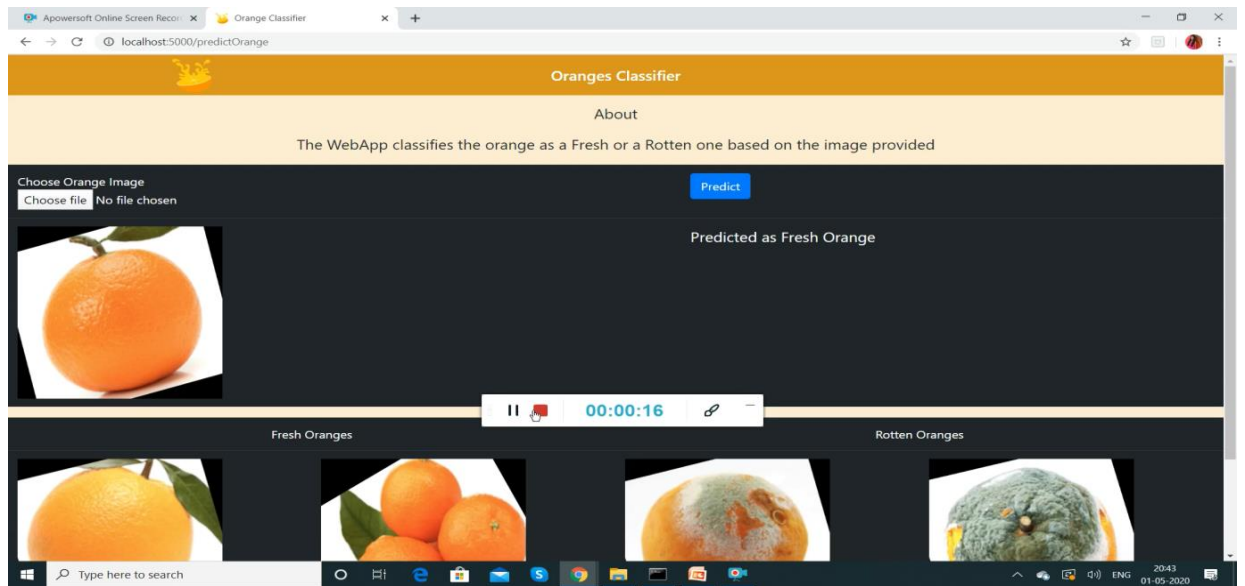 Apowersoft Online Screen Recor
Orange Classifier
localhost:5000/predictOrange
Oranges Classifier
About
The WebApp classifies the orange as a Fresh or a Rotten one based on the image provided
Choose Orange Image
Choose file No file chosen
Predict
Predicted as Fresh Orange
00:00:16
Fresh Oranges
Rotten Oranges
Type here to search
ENG
20:43
01-05-2020